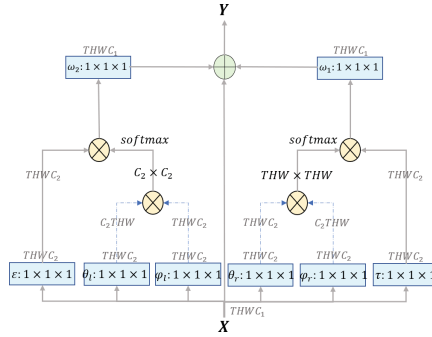 Y
THWC₁ THWC₁
ω₂: 1 × 1 × 1 ω₁: 1 × 1 × 1
softmax softmax
THWC₂ C₂ × C₂ THW × THW THWC₂
C₂THW THWC₂ THWC₂ C₂THW
THWC₂ THWC₂ THWC₂ THWC₂ THWC₂ THWC₂
ε: 1 × 1 × 1 θₗ: 1 × 1 × 1 φₗ: 1 × 1 × 1 θᵣ: 1 × 1 × 1 φᵣ: 1 × 1 × 1 τ: 1 × 1 × 1
THWC₁
X